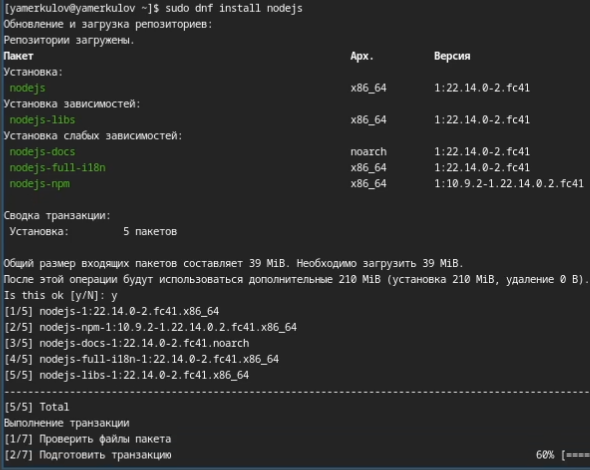 [yamerkulov@yamerkulov ~]$ sudo dnf install nodejs
Обновление и загрузка репозиториев:
Репозитории загружены.
Пакет Арх. Версия
Установка:
nodejs x86_64 1:22.14.0-2.fc41
Установка зависимостей:
nodejs-libs x86_64 1:22.14.0-2.fc41
Установка слабых зависимостей:
nodejs-docs noarch 1:22.14.0-2.fc41
nodejs-full-i18n x86_64 1:22.14.0-2.fc41
nodejs-npm x86_64 1:10.9.2-1.22.14.0.2.fc41
Сводка транзакции:
Установка: 5 пакетов
Общий размер входящих пакетов составляет 39 MiB. Необходимо загрузить 39 MiB.
После этой операции будут использоваться дополнительные 210 MiB (установка 210 MiB, удаление 0 B).
Is this ok [y/N]: y
[1/5] nodejs-1:22.14.0-2.fc41.x86_64
[2/5] nodejs-npm-1:10.9.2-1.22.14.0.2.fc41.x86_64
[3/5] nodejs-docs-1:22.14.0-2.fc41.noarch
[4/5] nodejs-full-i18n-1:22.14.0-2.fc41.x86_64
[5/5] nodejs-libs-1:22.14.0-2.fc41.x86_64
--------------------------------------------------------------------------------
[5/5] Total
Выполнение транзакции
[1/7] Проверить файлы пакета
[2/7] Подготовить транзакцию 60% [====